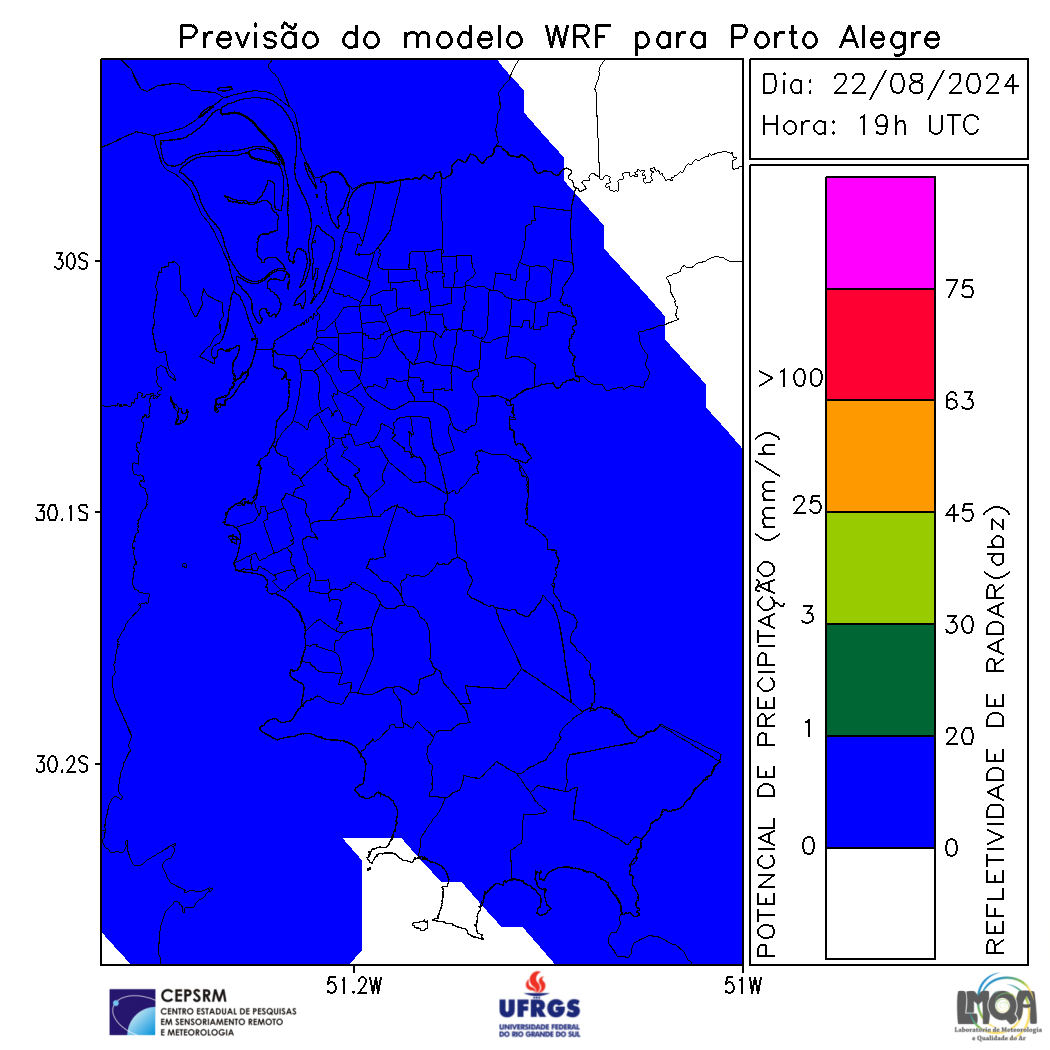 Previsão do modelo WRF para Porto Alegre
Dia: 22/08/2024
Hora: 19h UTC
30S
30.1S
30.2S
51.2W
51W
POTENCIAL DE PRECIPITAÇÃO (mm/h)
>100
25
3
1
0
75
63
45
30
20
0
REFLETIVIDADE DE RADAR(dbz)
CEPSRM
CENTRO ESTADUAL DE PESQUISAS
EM SENSORIAMENTO REMOTO
E METEOROLOGIA
UFRGS
UNIVERSIDADE FEDERAL
DO RIO GRANDE DO SUL
LMQA
Laboratório de Meteorologia
e Qualidade do Ar